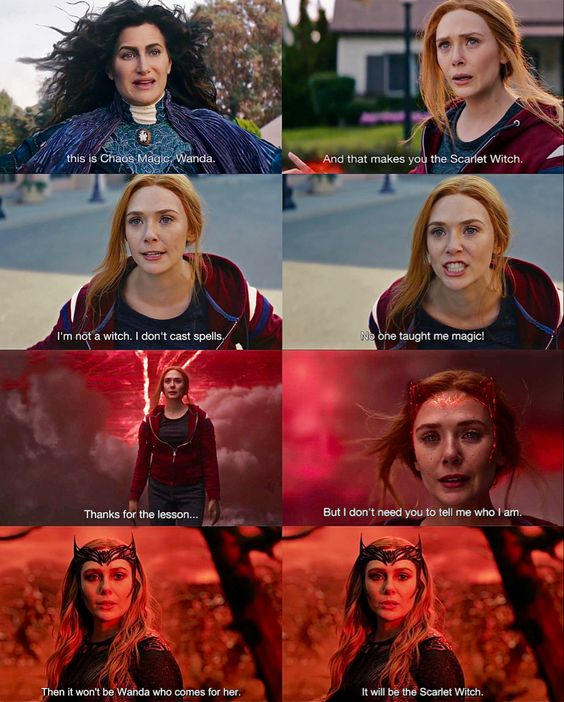 this is Chaos Magic, Wanda.
And that makes you the Scarlet Witch.
I'm not a witch. I don't cast spells.
No one taught me magic!
Thanks for the lesson...
But I don't need you to tell me who I am.
Then it won't be Wanda who comes for her.
It will be the Scarlet Witch.